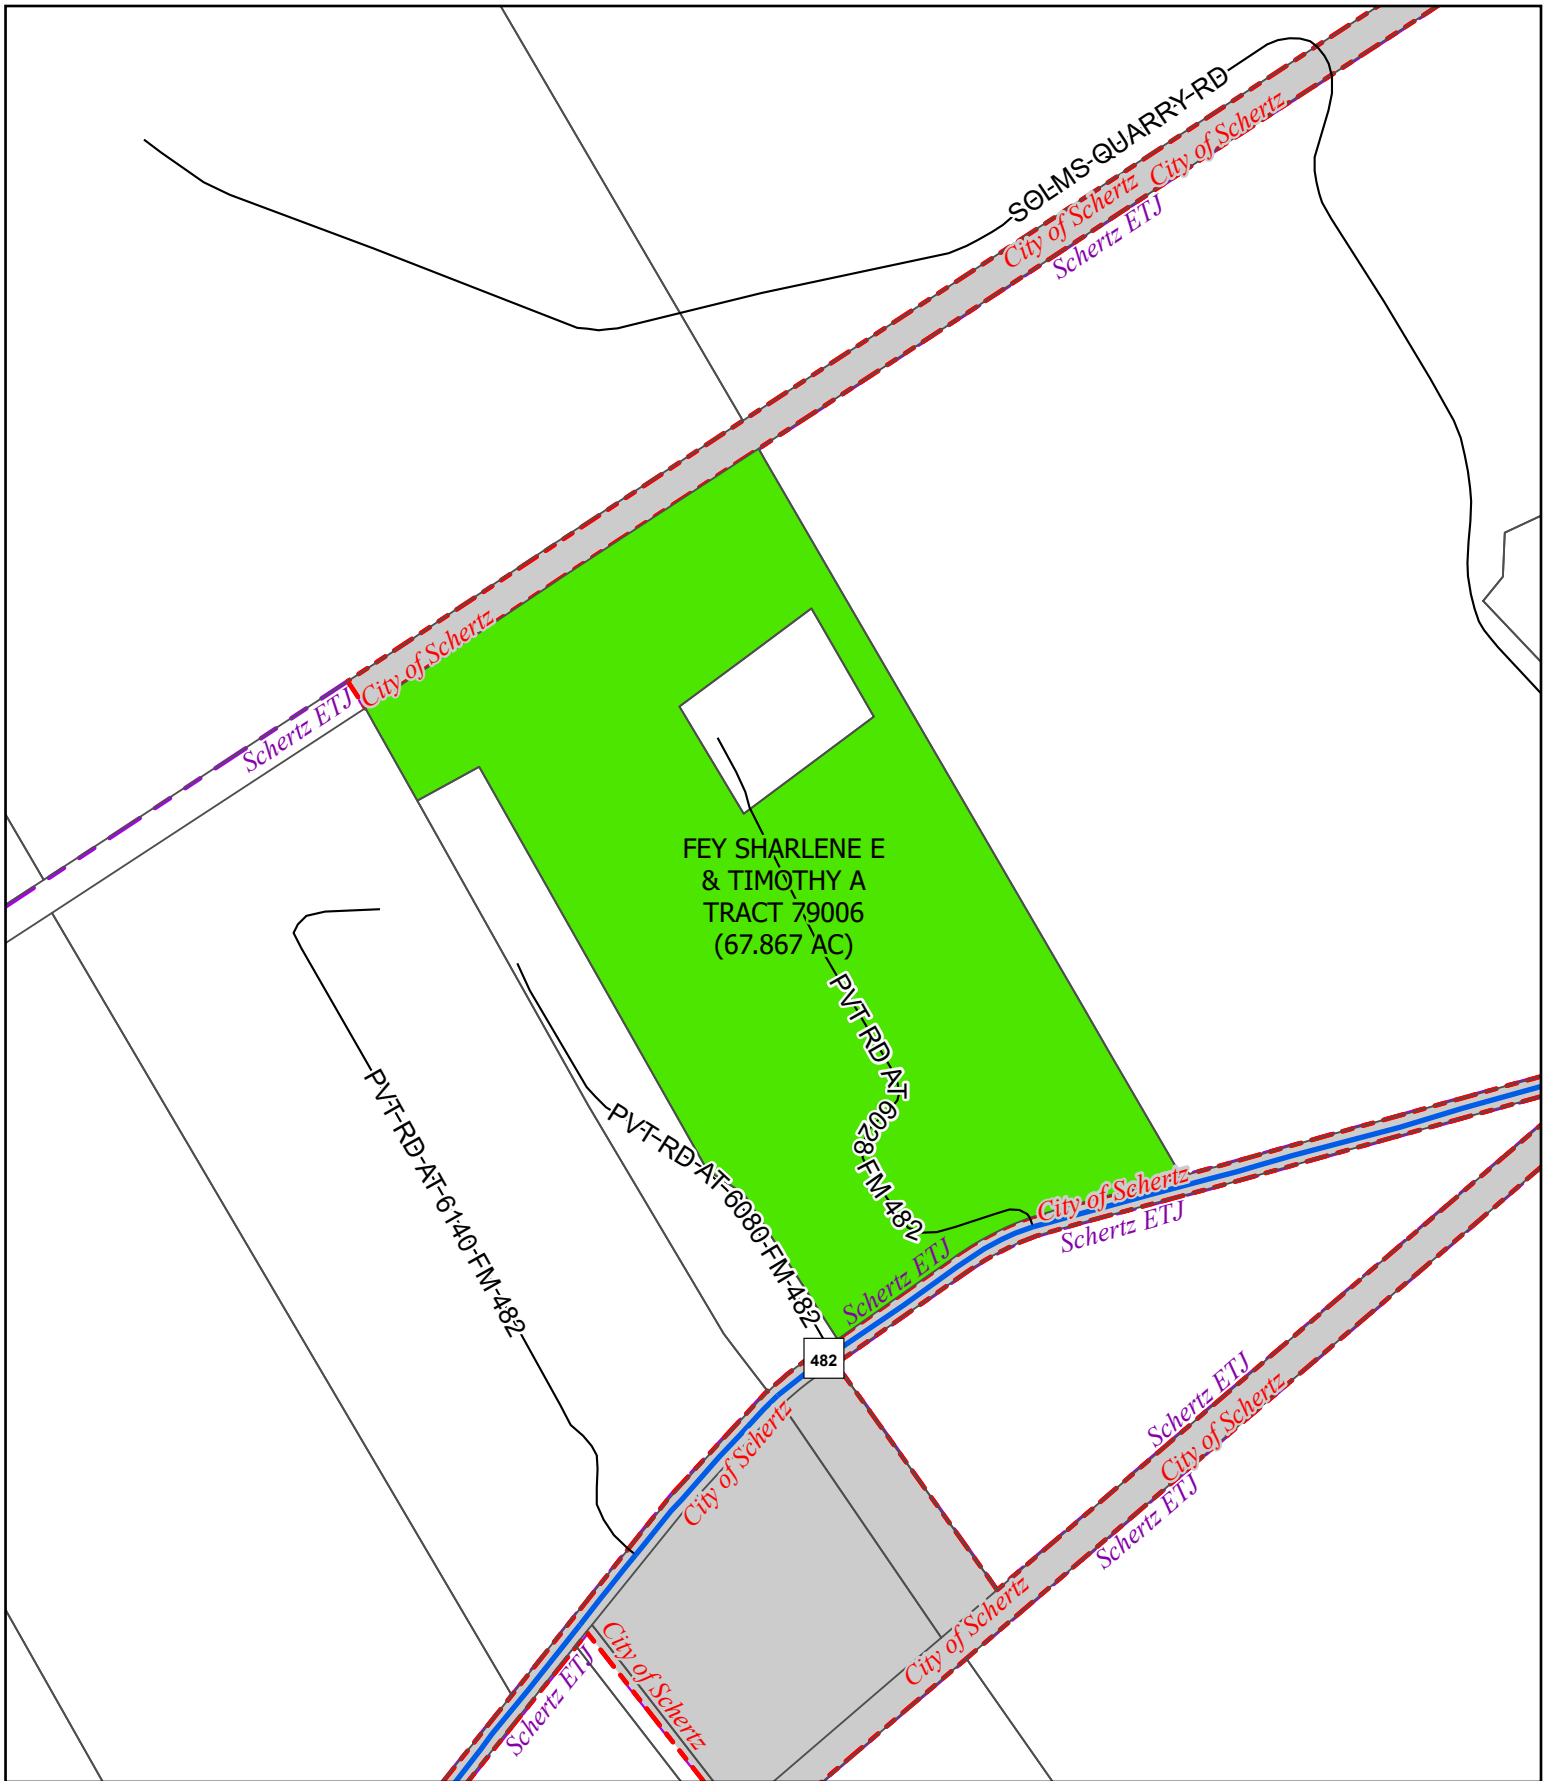 SOLMS-QUARRY-RD
City of Schertz
City of Schertz
Schertz ETJ
City of Schertz
Schertz ETJ
FEY SHARLENE E
& TIMOTHY A
TRACT 79006
(67.867 AC)
PVT-RD-AT-6028-FM-482
PVT-RD-AT-6140-FM-482
PVT-RD-AT-6080-FM-482
City of Schertz
Schertz ETJ
Schertz ETJ
482
Schertz ETJ
City of Schertz
Schertz ETJ
City of Schertz
City of Schertz
City of Schertz
Schertz ETJ